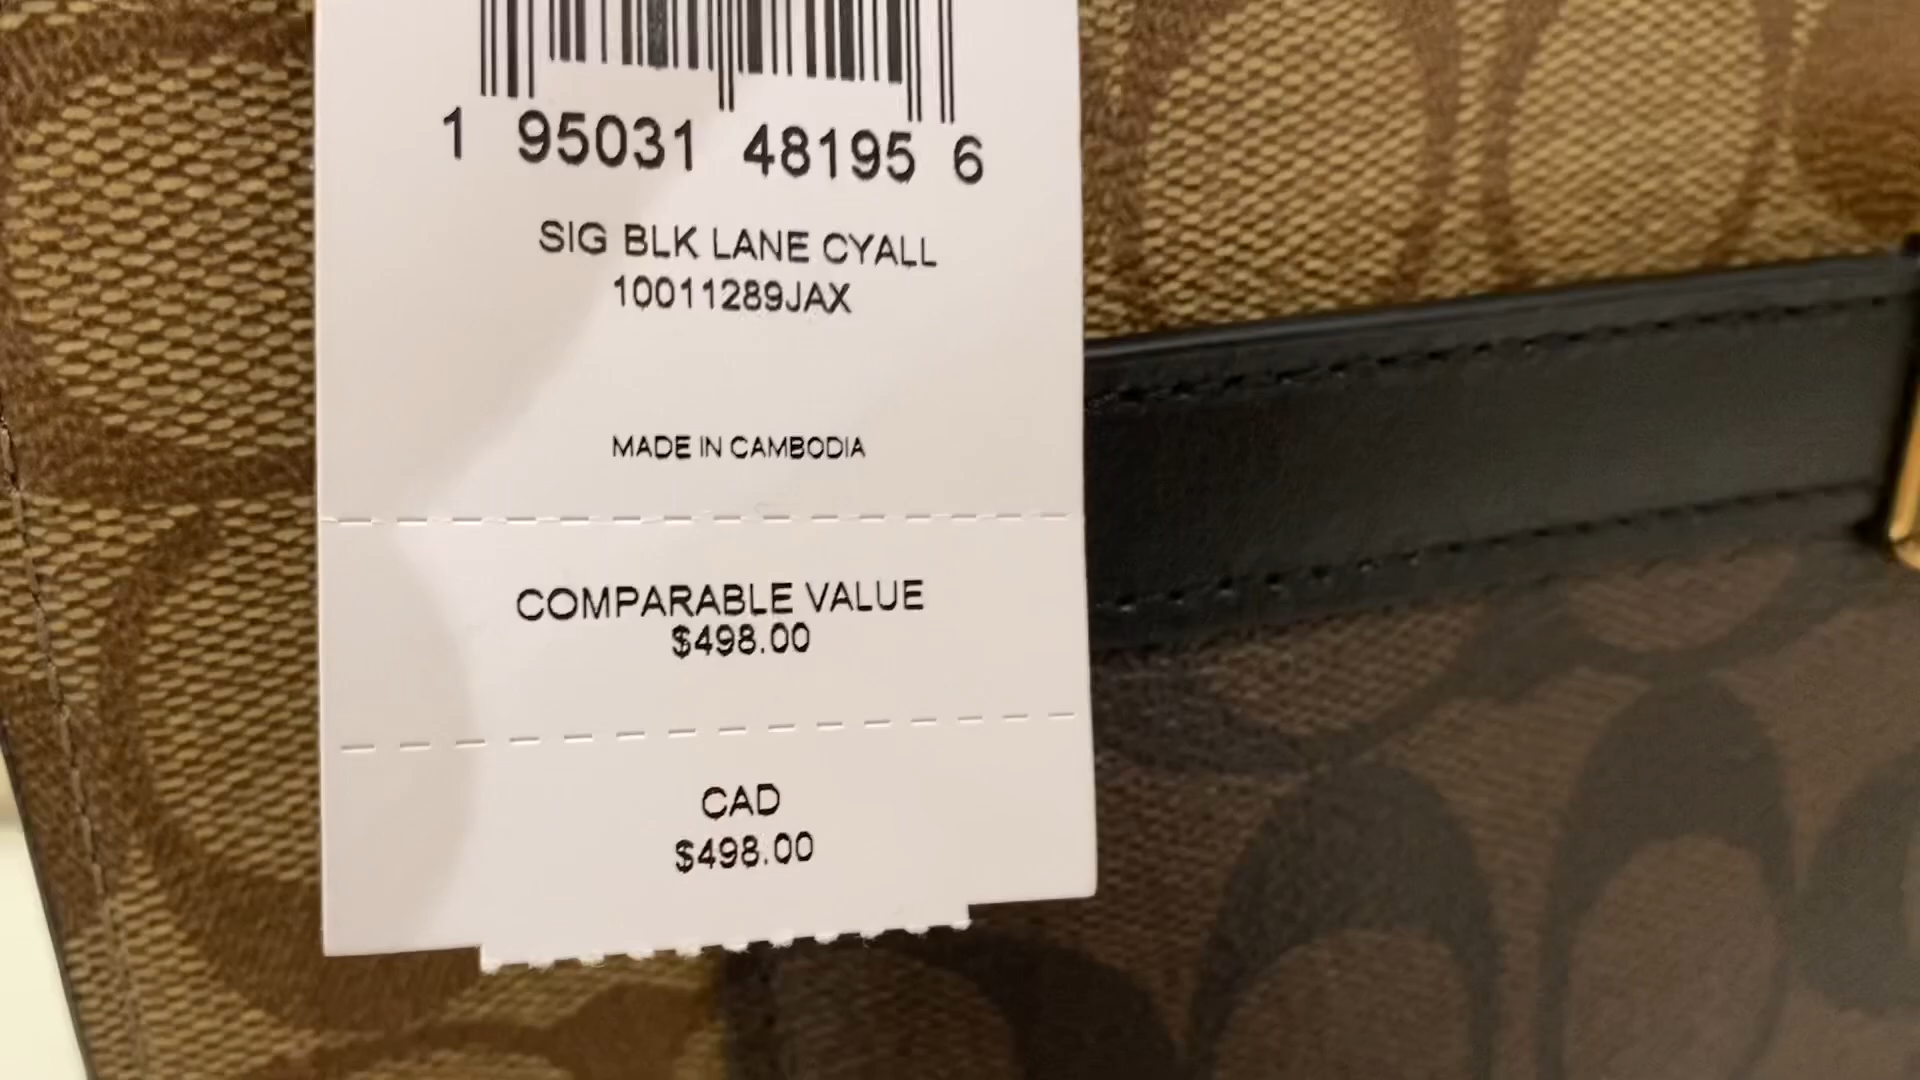 1 95031 48195 6
SIG BLK LANE CYALL
10011289JAX
MADE IN CAMBODIA
COMPARABLE VALUE
$498.00
CAD
$498.00